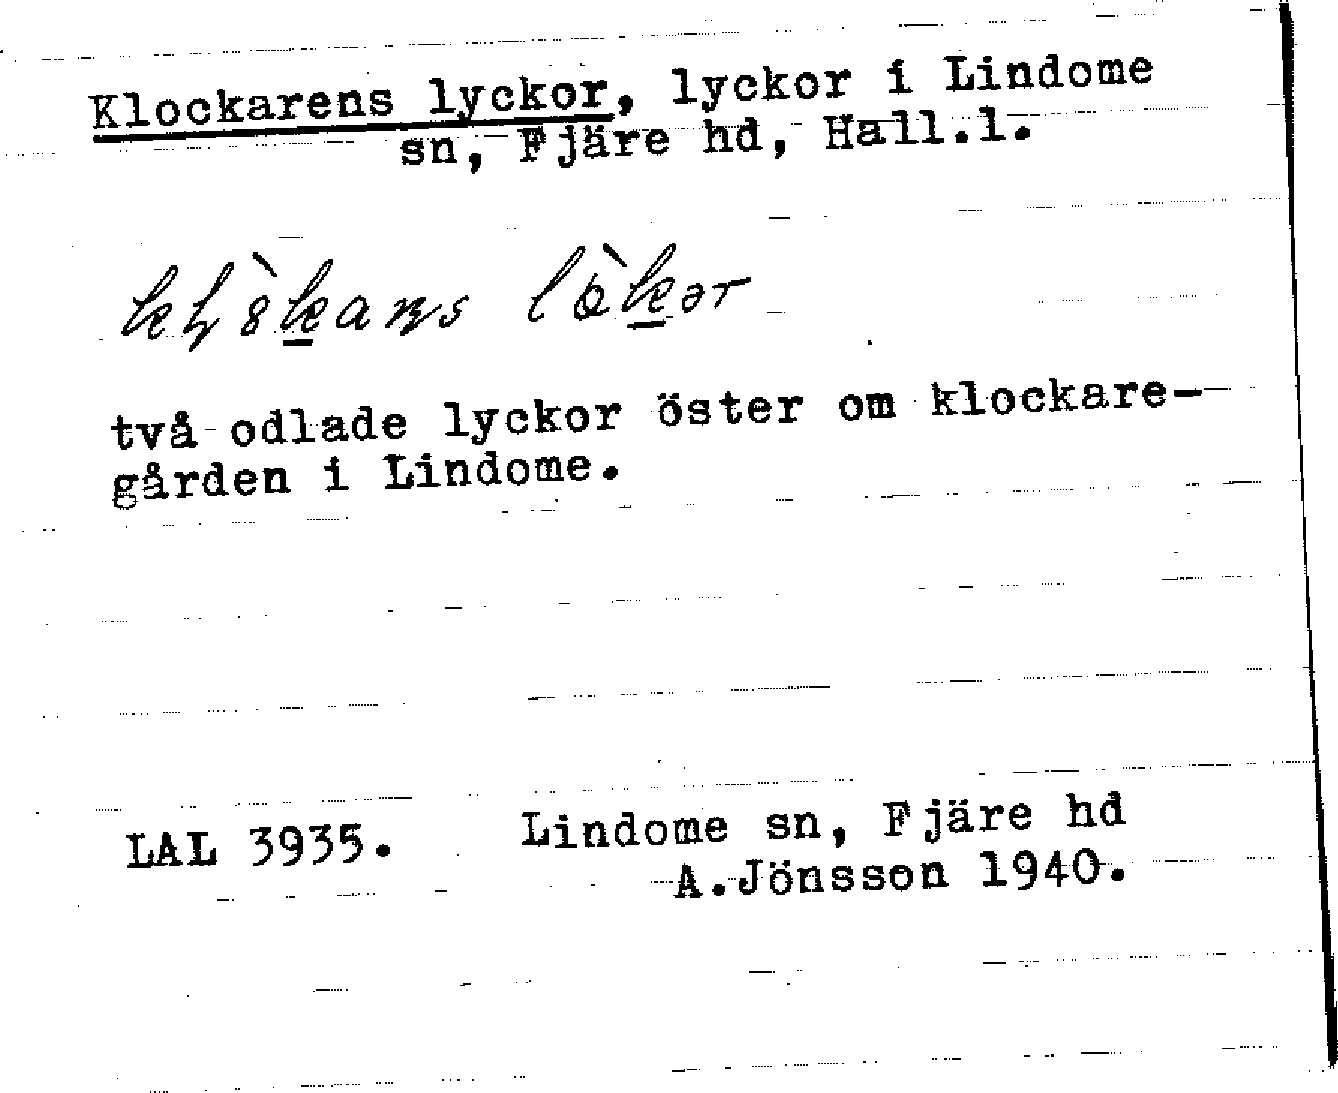 Klockarens lyckor, lyckor i Lindome
sn, Fjäre hd, Hall.l.
två odlade lyckor öster om klockare-
gården i Lindome.
LAL 3935. Lindome sn, Fjäre hd
A.Jönsson 1940.